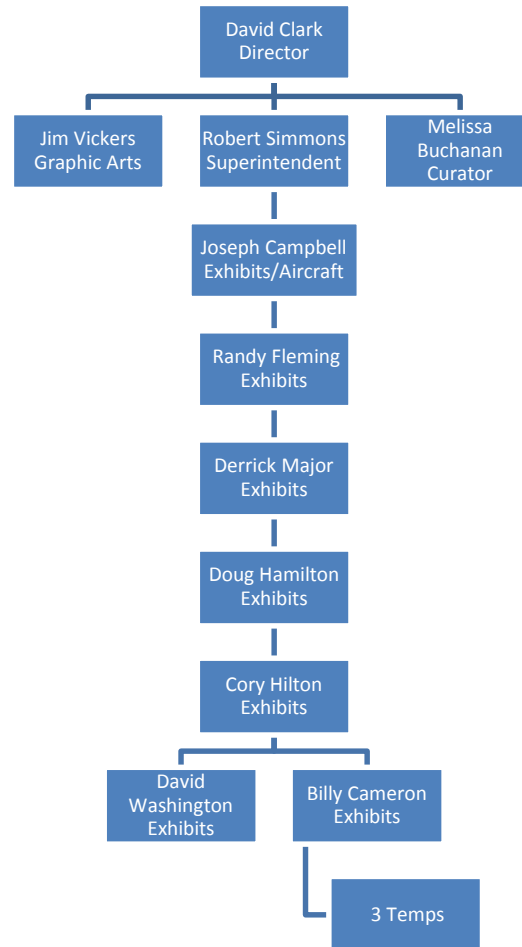 David Clark
Director
Jim Vickers
Graphic Arts
Robert Simmons
Superintendent
Melissa
Buchanan
Curator
Joseph Campbell
Exhibits/Aircraft
Randy Fleming
Exhibits
Derrick Major
Exhibits
Doug Hamilton
Exhibits
Cory Hilton
Exhibits
David
Washington
Exhibits
Billy Cameron
Exhibits
3 Temps